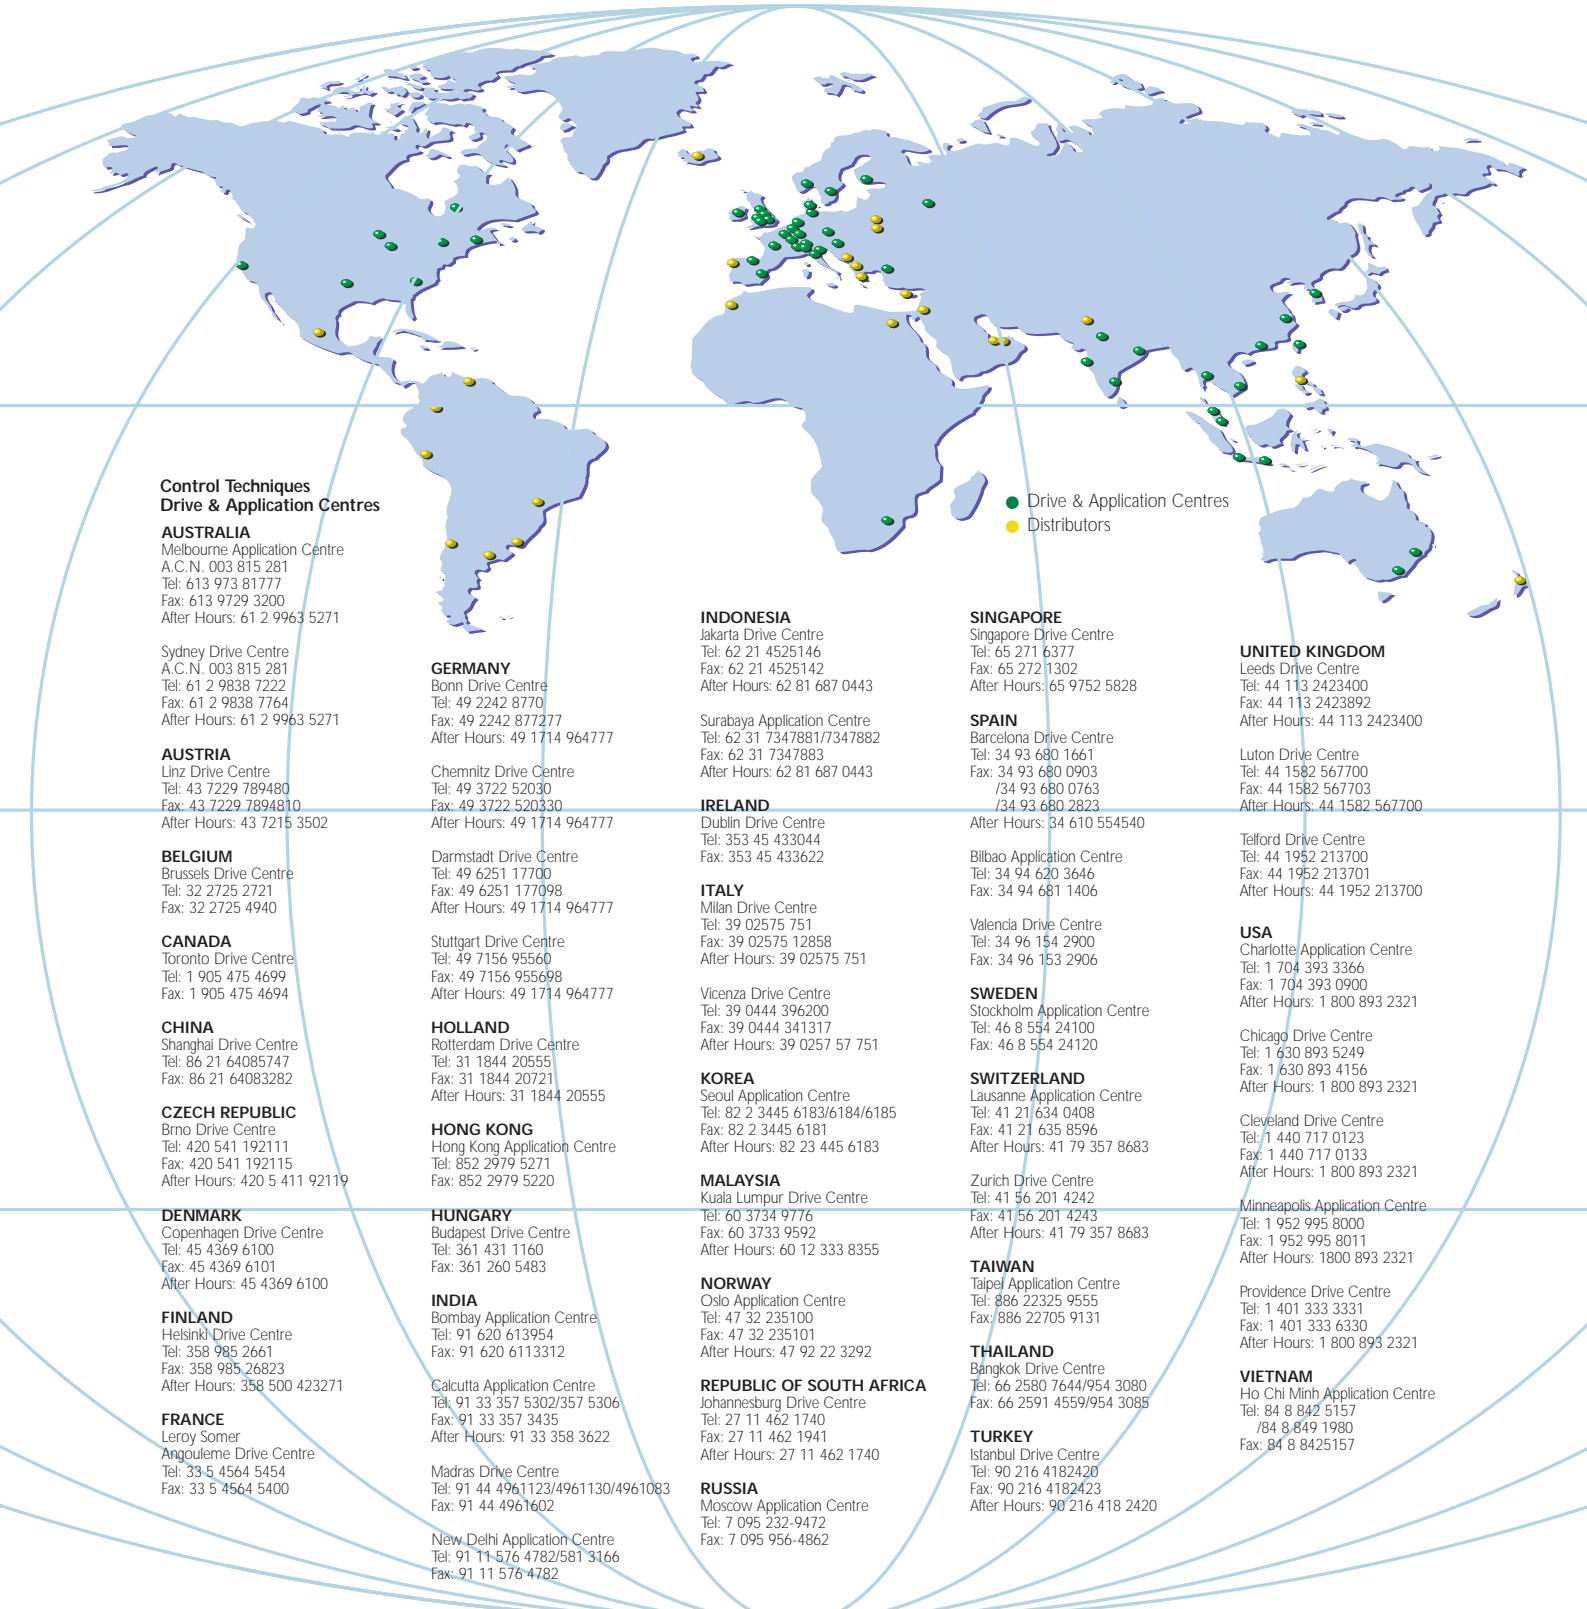 Drive & Application Centres
Distributors
Control Techniques
Drive & Application Centres
AUSTRALIA
Melbourne Application Centre
A.C.N. 003 815 281
Tel: 613 973 81777
Fax: 613 9729 3200
After Hours: 61 2 9963 5271
Sydney Drive Centre
A.C.N. 003 815 281
Tel: 61 2 9838 7222
Fax: 61 2 9838 7764
After Hours: 61 2 9963 5271
AUSTRIA
Linz Drive Centre
Tel: 43 7229 789480
Fax: 43 7229 7894810
After Hours: 43 7215 3502
BELGIUM
Brussels Drive Centre
Tel: 32 2725 2721
Fax: 32 2725 4940
CANADA
Toronto Drive Centre
Tel: 1 905 475 4699
Fax: 1 905 475 4694
CHINA
Shanghai Drive Centre
Tel: 86 21 64085747
Fax: 86 21 64083282
CZECH REPUBLIC
Brno Drive Centre
Tel: 420 541 192111
Fax: 420 541 192115
After Hours: 420 5 411 92119
DENMARK
Copenhagen Drive Centre
Tel: 45 4369 6100
Fax: 45 4369 6101
After Hours: 45 4369 6100
FINLAND
Helsinki Drive Centre
Tel: 358 985 2661
Fax: 358 985 26823
After Hours: 358 500 423271
FRANCE
Leroy Somer
Angouleme Drive Centre
Tel: 33 5 4564 5454
Fax: 33 5 4564 5400
GERMANY
Bonn Drive Centre
Tel: 49 2242 8770
Fax: 49 2242 877277
After Hours: 49 1714 964777
Chemnitz Drive Centre
Tel: 49 3722 52030
Fax: 49 3722 520330
After Hours: 49 1714 964777
Darmstadt Drive Centre
Tel: 49 6251 17700
Fax: 49 6251 177098
After Hours: 49 1714 964777
Stuttgart Drive Centre
Tel: 49 7156 95560
Fax: 49 7156 955698
After Hours: 49 1714 964777
HOLLAND
Rotterdam Drive Centre
Tel: 31 1844 20555
Fax: 31 1844 20721
After Hours: 31 1844 20555
HONG KONG
Hong Kong Application Centre
Tel: 852 2979 5271
Fax: 852 2979 5220
HUNGARY
Budapest Drive Centre
Tel: 361 431 1160
Fax: 361 260 5483
INDIA
Bombay Application Centre
Tel: 91 620 613954
Fax: 91 620 6113312
Calcutta Application Centre
Tel: 91 33 357 5302/357 5306
Fax: 91 33 357 3435
After Hours: 91 33 358 3622
Madras Drive Centre
Tel: 91 44 4961123/4961130/4961083
Fax: 91 44 4961602
New Delhi Application Centre
Tel: 91 11 576 4782/581 3166
Fax: 91 11 576 4782
INDONESIA
Jakarta Drive Centre
Tel: 62 21 4525146
Fax: 62 21 4525142
After Hours: 62 81 687 0443
Surabaya Application Centre
Tel: 62 31 7347881/7347882
Fax: 62 31 7347883
After Hours: 62 81 687 0443
IRELAND
Dublin Drive Centre
Tel: 353 45 433044
Fax: 353 45 433622
ITALY
Milan Drive Centre
Tel: 39 02575 751
Fax: 39 02575 12858
After Hours: 39 02575 751
Vicenza Drive Centre
Tel: 39 0444 396200
Fax: 39 0444 341317
After Hours: 39 0257 57 751
KOREA
Seoul Application Centre
Tel: 82 2 3445 6183/6184/6185
Fax: 82 2 3445 6181
After Hours: 82 23 445 6183
MALAYSIA
Kuala Lumpur Drive Centre
Tel: 60 3734 9776
Fax: 60 3733 9592
After Hours: 60 12 333 8355
NORWAY
Oslo Application Centre
Tel: 47 32 235100
Fax: 47 32 235101
After Hours: 47 92 22 3292
REPUBLIC OF SOUTH AFRICA
Johannesburg Drive Centre
Tel: 27 11 462 1740
Fax: 27 11 462 1941
After Hours: 27 11 462 1740
RUSSIA
Moscow Application Centre
Tel: 7 095 232-9472
Fax: 7 095 956-4862
SINGAPORE
Singapore Drive Centre
Tel: 65 271 6377
Fax: 65 272 1302
After Hours: 65 9752 5828
SPAIN
Barcelona Drive Centre
Tel: 34 93 680 1661
Fax: 34 93 680 0903
/34 93 680 0763
/34 93 680 2823
After Hours: 34 610 554540
Bilbao Application Centre
Tel: 34 94 620 3646
Fax: 34 94 681 1406
Valencia Drive Centre
Tel: 34 96 154 2900
Fax: 34 96 153 2906
SWEDEN
Stockholm Application Centre
Tel: 46 8 554 24100
Fax: 46 8 554 24120
SWITZERLAND
Lausanne Application Centre
Tel: 41 21 634 0408
Fax: 41 21 635 8596
After Hours: 41 79 357 8683
Zurich Drive Centre
Tel: 41 56 201 4242
Fax: 41 56 201 4243
After Hours: 41 79 357 8683
TAIWAN
Taipei Application Centre
Tel: 886 22325 9555
Fax: 886 22705 9131
THAILAND
Bangkok Drive Centre
Tel: 66 2580 7644/954 3080
Fax: 66 2591 4559/954 3085
TURKEY
Istanbul Drive Centre
Tel: 90 216 4182420
Fax: 90 216 4182423
After Hours: 90 216 418 2420
UNITED KINGDOM
Leeds Drive Centre
Tel: 44 113 2423400
Fax: 44 113 2423892
After Hours: 44 113 2423400
Luton Drive Centre
Tel: 44 1582 567700
Fax: 44 1582 567703
After Hours: 44 1582 567700
Telford Drive Centre
Tel: 44 1952 213700
Fax: 44 1952 213701
After Hours: 44 1952 213700
USA
Charlotte Application Centre
Tel: 1 704 393 3366
Fax: 1 704 393 0900
After Hours: 1 800 893 2321
Chicago Drive Centre
Tel: 1 630 893 5249
Fax: 1 630 893 4156
After Hours: 1 800 893 2321
Cleveland Drive Centre
Tel: 1 440 717 0123
Fax: 1 440 717 0133
After Hours: 1 800 893 2321
Minneapolis Application Centre
Tel: 1 952 995 8000
Fax: 1 952 995 8011
After Hours: 1800 893 2321
Providence Drive Centre
Tel: 1 401 333 3331
Fax: 1 401 333 6330
After Hours: 1 800 893 2321
VIETNAM
Ho Chi Minh Application Centre
Tel: 84 8 842 5157
/84 8 849 1980
Fax: 84 8 8425157